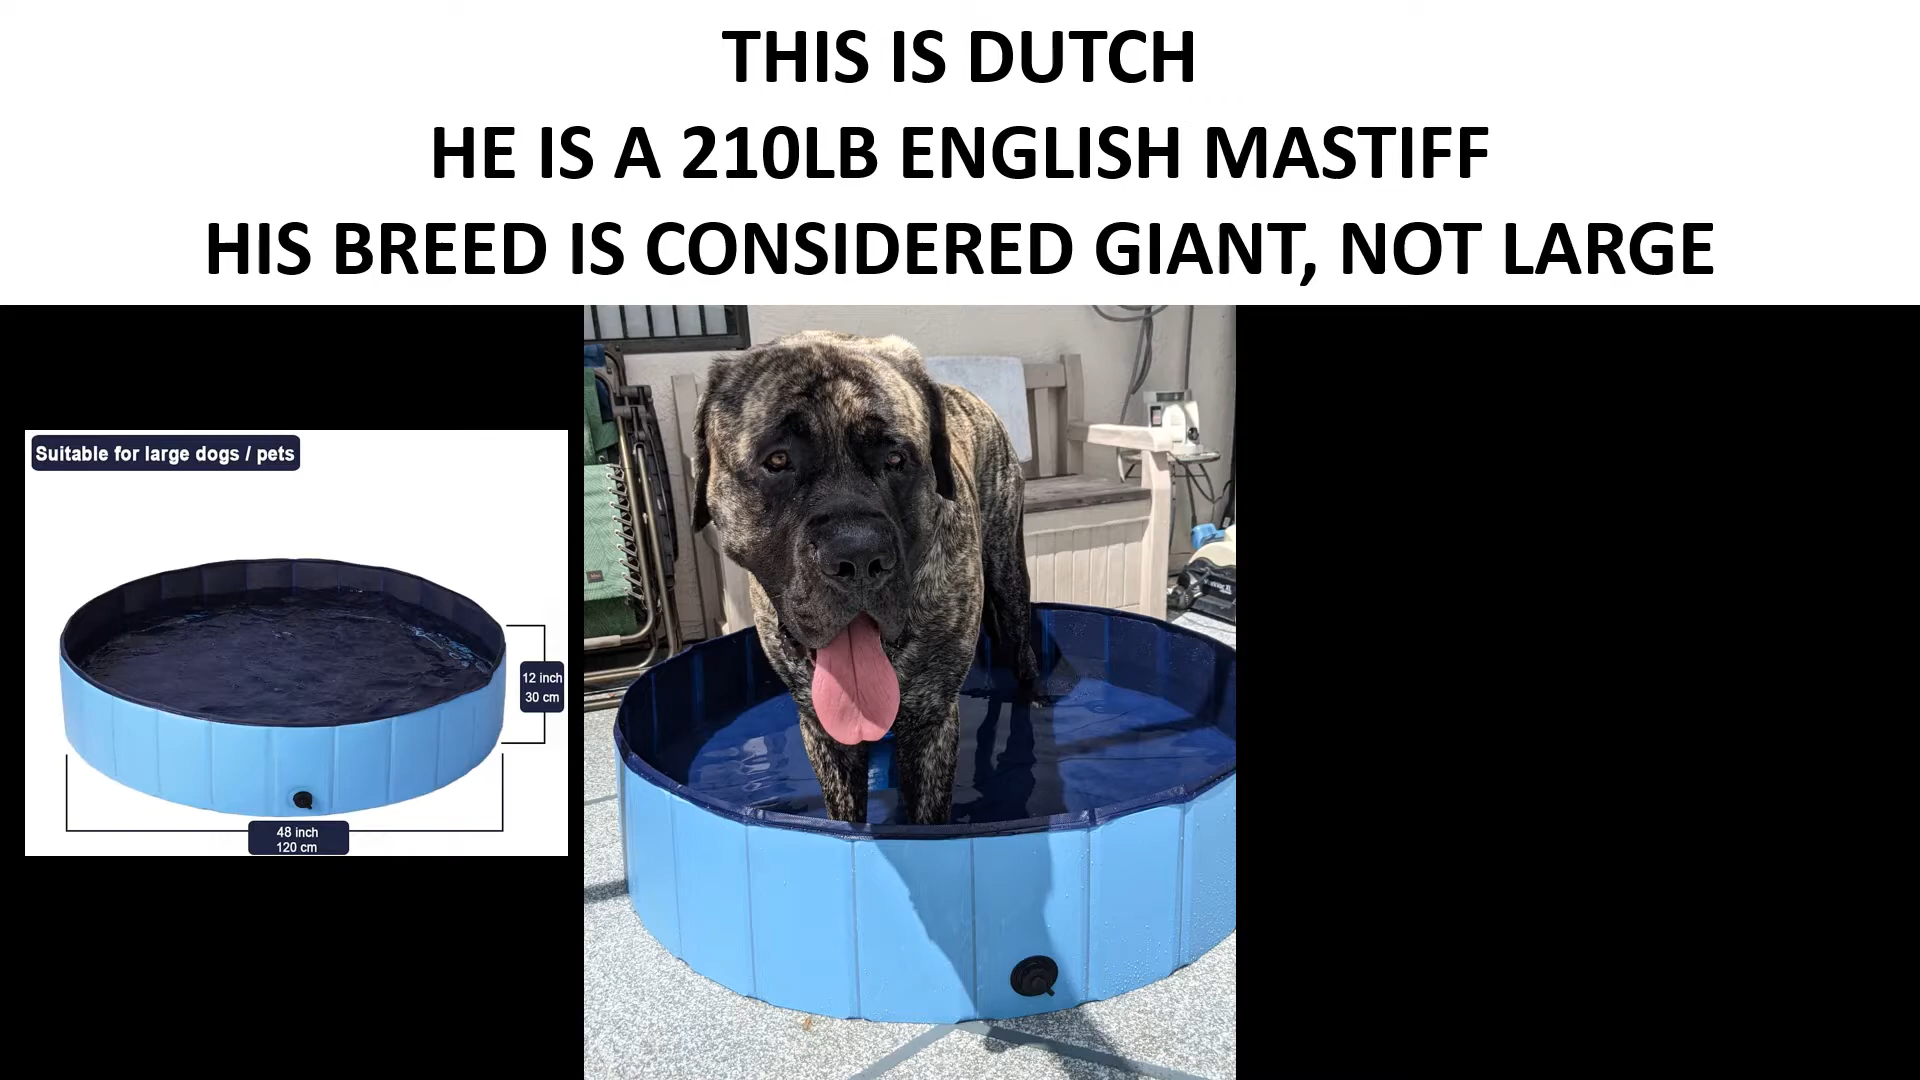 THIS IS DUTCH
HE IS A 210LB ENGLISH MASTIFF
HIS BREED IS CONSIDERED GIANT, NOT LARGE
Suitable for large dogs / pets
12 inch
30 cm
48 inch
120 cm